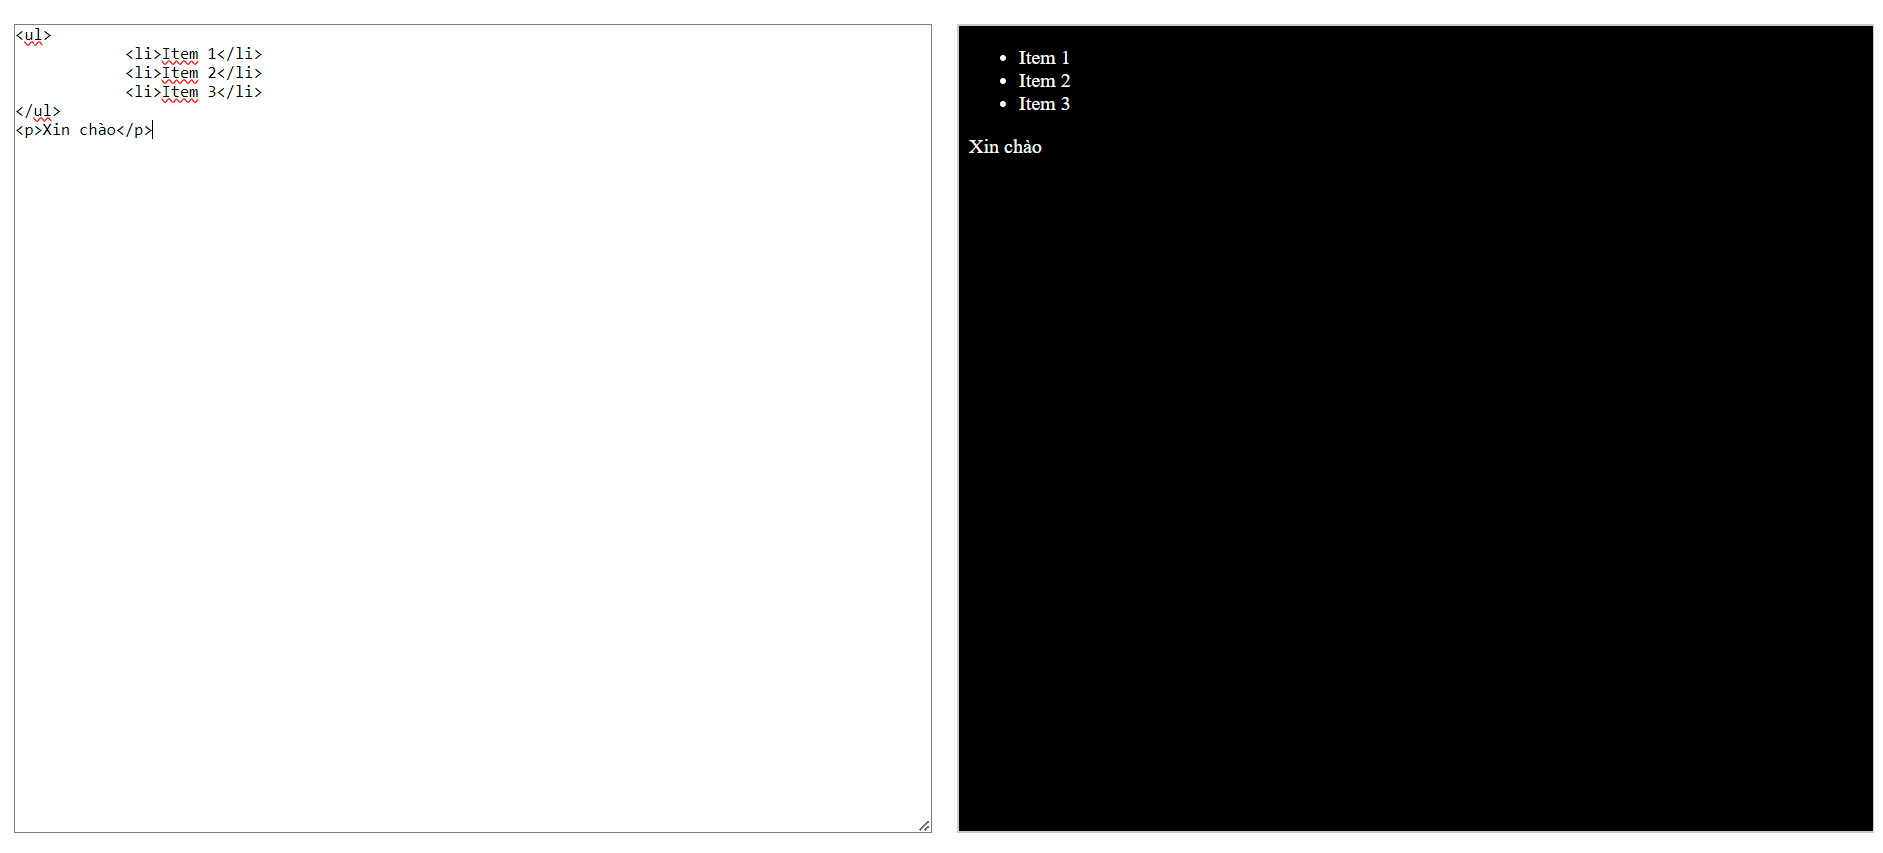 <ul>
            <li>Item 1</li>
            <li>Item 2</li>
            <li>Item 3</li>
</ul>
<p>Xin chào</p>
• Item 1
• Item 2
• Item 3
Xin chào